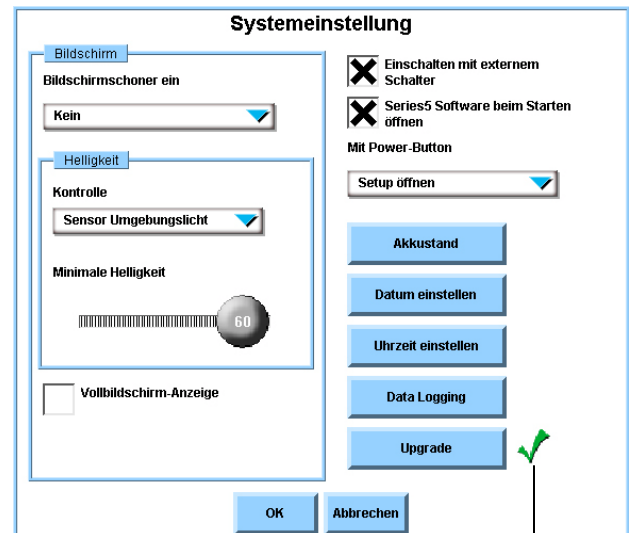 Systemeinstellung
Bildschirm
Bildschirmschoner ein
Kein
Helligkeit
Kontrolle
Sensor Umgebungslicht
Minimale Helligkeit
60
Vollbildschirm-Anzeige
Einschalten mit externem
Schalter
Series5 Software beim Starten
öffnen
Mit Power-Button
Setup öffnen
Akkustand
Datum einstellen
Uhrzeit einstellen
Data Logging
Upgrade
OK
Abbrechen